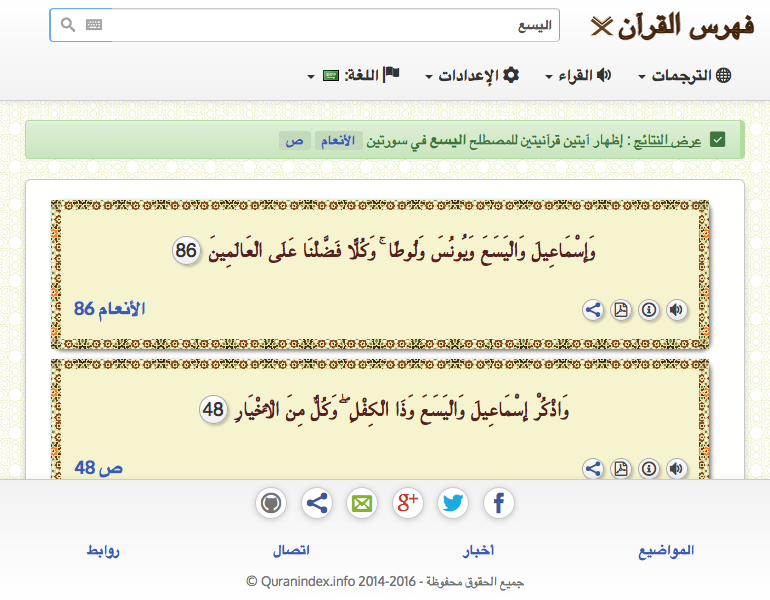 فهرس القرآن
اليسع
الترجمات
القراء
الإعدادات
اللغة:
عرض النتائج : إظهار آيتين قرآنيتين للمصطلح اليسع في سورتين الأنعام ص
وَإِسْمَاعِيلَ وَالْيَسَعَ وَيُونُسَ وَلُوطًا ۚ وَكُلًّا فَضَّلْنَا عَلَى الْعَالَمِينَ 86
الأنعام 86
وَاذْكُرْ إِسْمَاعِيلَ وَالْيَسَعَ وَذَا الْكِفْلِ ۖ وَكُلٌّ مِنَ الْأَخْيَارِ 48
ص 48
المواضيع
أخبار
اتصال
روابط
جميع الحقوق محفوظة - Quranindex.info 2014-2016 ©